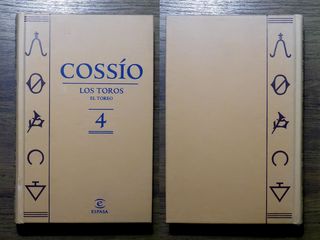 COSSÍO
LOS TOROS
EL TOREO
4
ESPASA